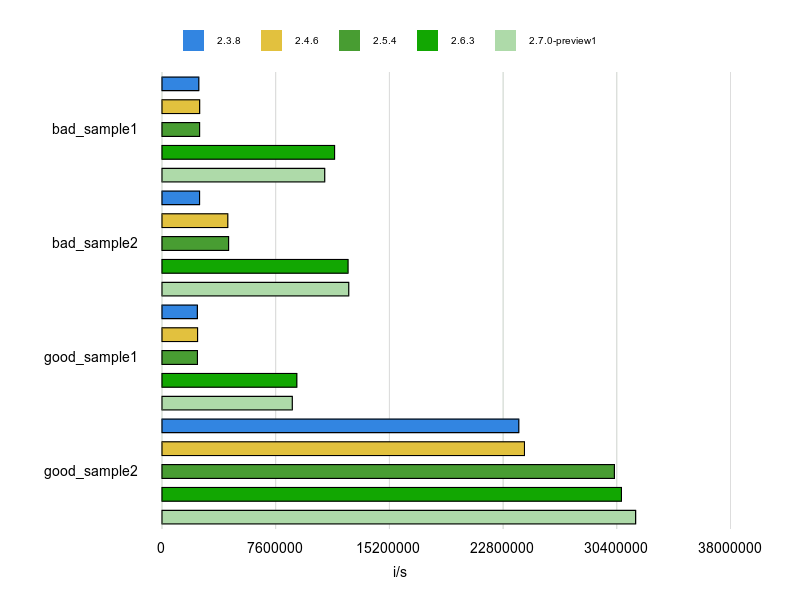 2.3.8 2.4.6 2.5.4 2.6.3 2.7.0-preview1
bad_sample1
bad_sample2
good_sample1
good_sample2
0 7600000 15200000 22800000 30400000 38000000
i/s